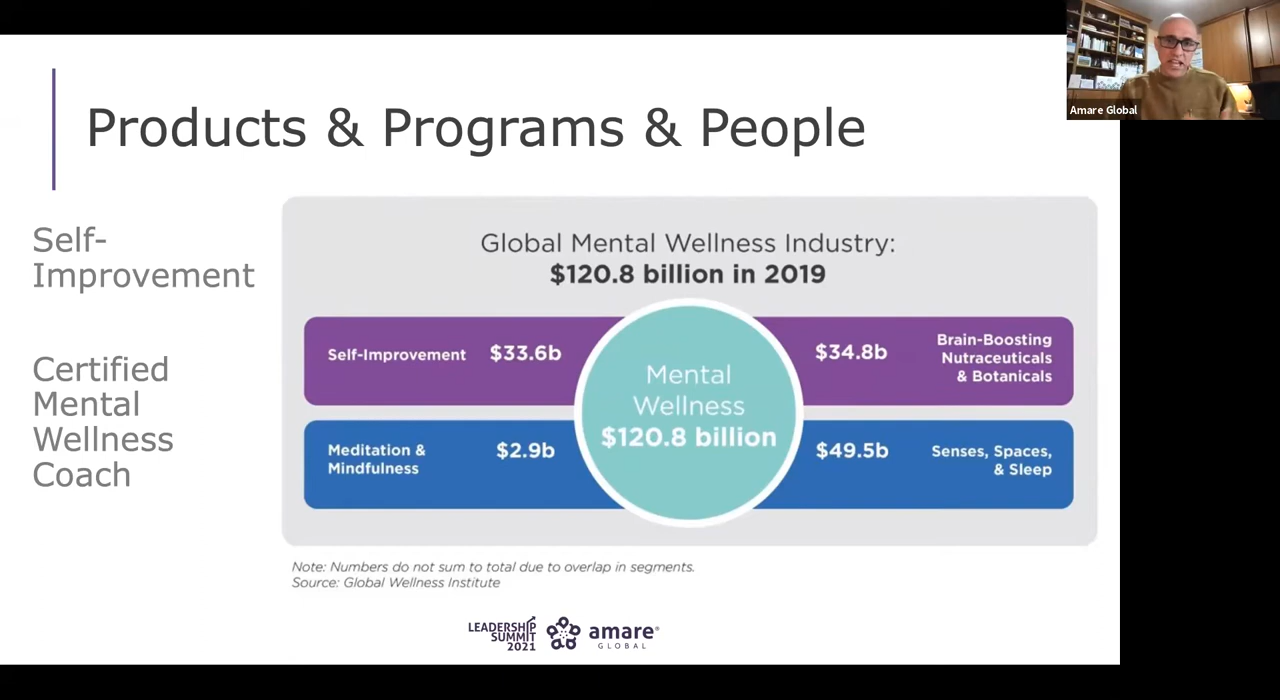 Products & Programs & People
Amare Global
Self-
Improvement
Certified
Mental
Wellness
Coach
Global Mental Wellness Industry:
$120.8 billion in 2019
Self-Improvement $33.6b
$34.8b
Brain-Boosting
Nutraceuticals
& Botanicals
Mental
Wellness
$120.8 billion
Meditation &
Mindfulness
$2.9b
$49.5b
Senses, Spaces,
& Sleep
Note: Numbers do not sum to total due to overlap in segments.
Source: Global Wellness Institute
LEADERSHIP
SUMMIT
2021
amare®
GLOBAL